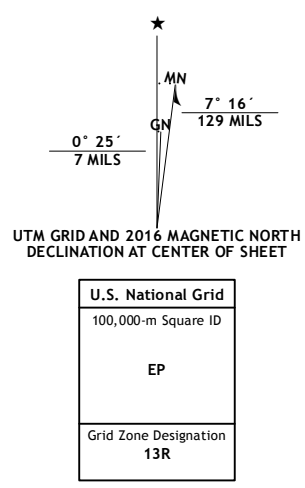 ★
MN
GN
7° 16´
129 MILS
0° 25´
7 MILS
UTM GRID AND 2016 MAGNETIC NORTH
DECLINATION AT CENTER OF SHEET
U.S. National Grid
100,000-m Square ID
EP
Grid Zone Designation
13R